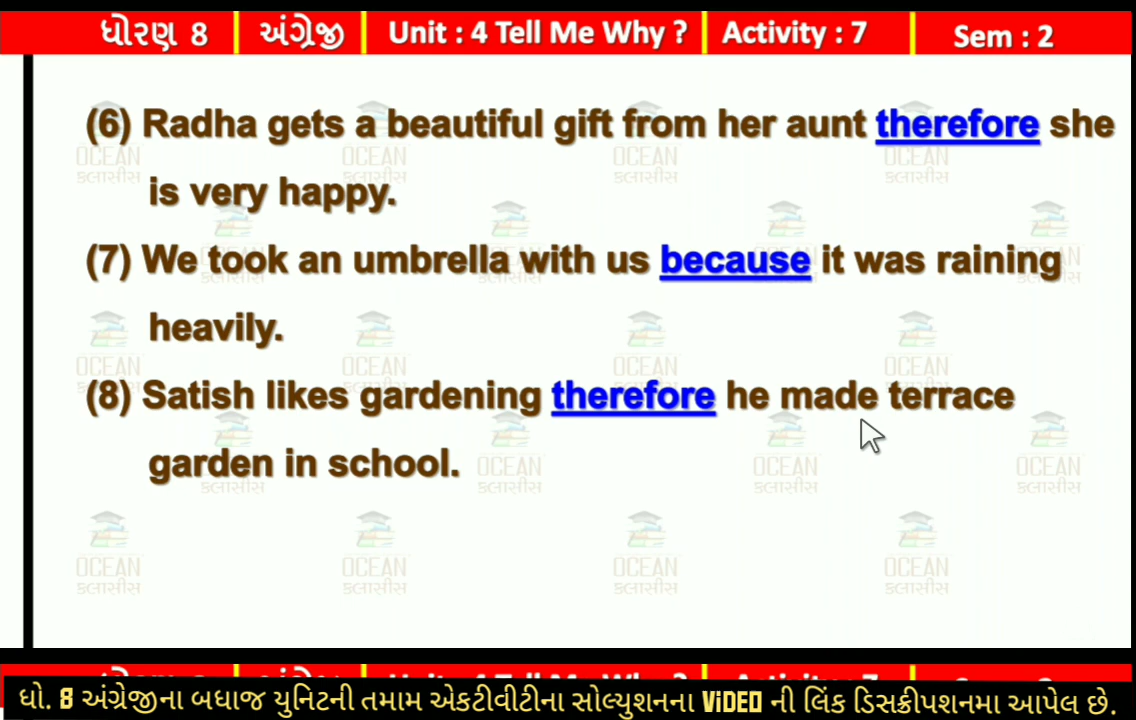 ધોરણ 8 અંગ્રેજી Unit : 4 Tell Me Why ? Activity : 7 Sem : 2
(6) Radha gets a beautiful gift from her aunt therefore she
is very happy.
(7) We took an umbrella with us because it was raining
heavily.
(8) Satish likes gardening therefore he made terrace
garden in school.
OCEAN
ક્લાસીસ
ધો. 8 અંગ્રેજીના બધાજ યુનિટની તમામ એકટીવીટીના સોલ્યુશનના ViDEO ની લિંક ડિસક્રીપશનમા આપેલ છે.